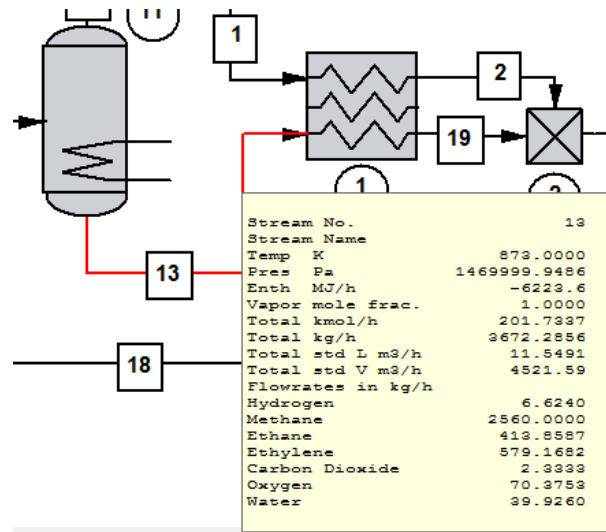 11
1
2
19
1
2
13
18
Stream No. 13
Stream Name
Temp K 873.0000
Pres Pa 1469999.9486
Enth MJ/h -6223.6
Vapor mole frac. 1.0000
Total kmol/h 201.7337
Total kg/h 3672.2856
Total std L m3/h 11.5491
Total std V m3/h 4521.59
Flowrates in kg/h
Hydrogen 6.6240
Methane 2560.0000
Ethane 413.8587
Ethylene 579.1682
Carbon Dioxide 2.3333
Oxygen 70.3753
Water 39.9260